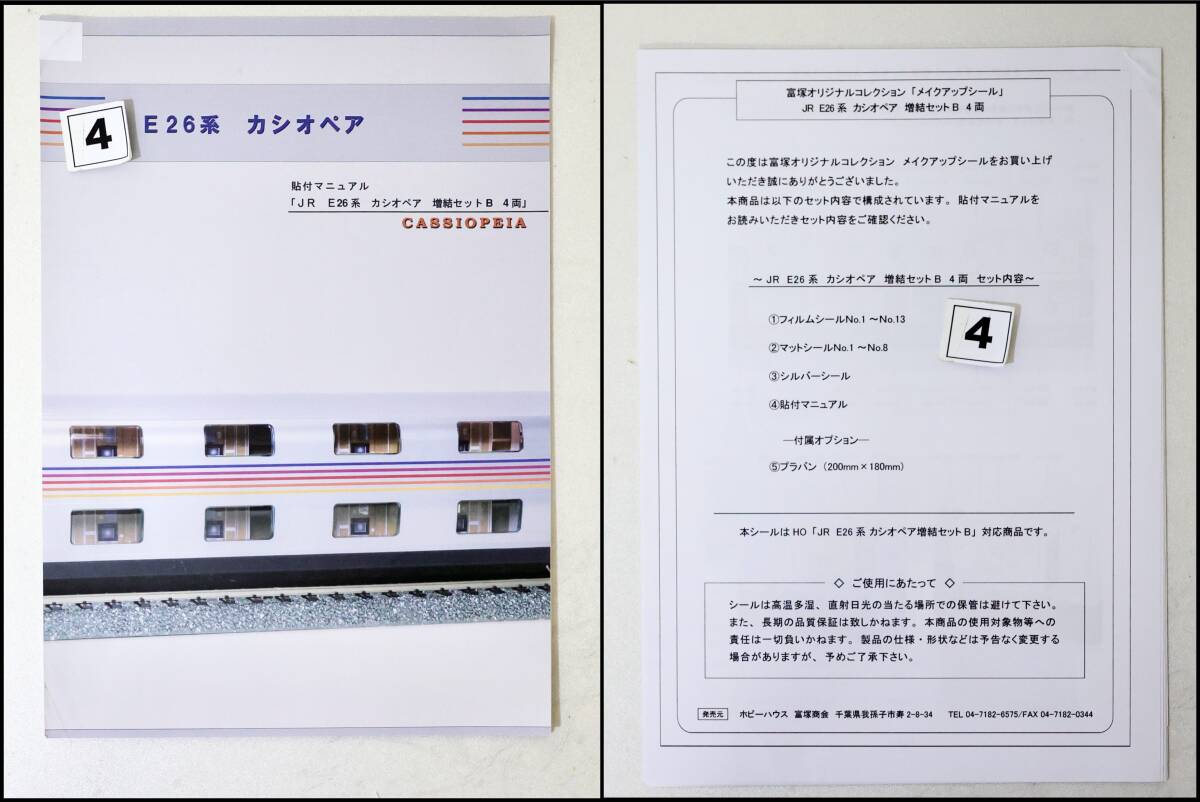 4
E26系 カシオペア
貼付マニュアル
「JR E26系 カシオペア 増結セットB 4両」
CASSIOPEIA
富塚オリジナルコレクション「メイクアップシール」
JR E26系 カシオペア 増結セットB 4両
この度は富塚オリジナルコレクション メイクアップシールをお買い上げ
いただき誠にありがとうございました。
本商品は以下のセット内容で構成されています。貼付マニュアルを
お読みいただきセット内容をご確認ください。
～JR E26系 カシオペア 増結セットB 4両 セット内容～
①フィルムシールNo.1 ～No.13
4
②マットシールNo.1 ～No.8
③シルバーシール
④貼付マニュアル
―付属オプション―
⑤プラバン（200mm×180mm）
本シールはHO「JR E26系 カシオペア増結セットB」対応商品です。
◇ ご使用にあたって ◇
シールは高温多湿、直射日光の当たる場所での保管は避けて下さい。
また、長期の品質保証は致しかねます。本商品の使用対象物等への
責任は一切負いかねます。製品の仕様・形状などは予告なく変更する
場合がありますが、予めご了承下さい。
発売元 ホビーハウス 富塚商会 千葉県我孫子市寿2-8-34 TEL 04-7182-6575/FAX 04-7182-0344